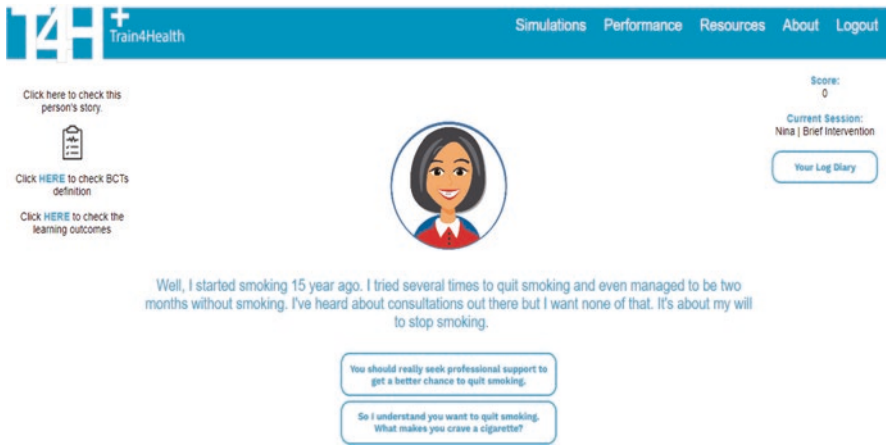 T4H+
Train4Health
Simulations Performance Resources About Logout
Click here to check this
person's story.
Click HERE to check BCTs
definition
Click HERE to check the
learning outcomes
Score:
0
Current Session:
Nina | Brief Intervention
Your Log Diary
Well, I started smoking 15 year ago. I tried several times to quit smoking and even managed to be two
months without smoking. I've heard about consultations out there but I want none of that. It's about my will
to stop smoking.
You should really seek professional support to
get a better chance to quit smoking.
So I understand you want to quit smoking.
What makes you crave a cigarette?